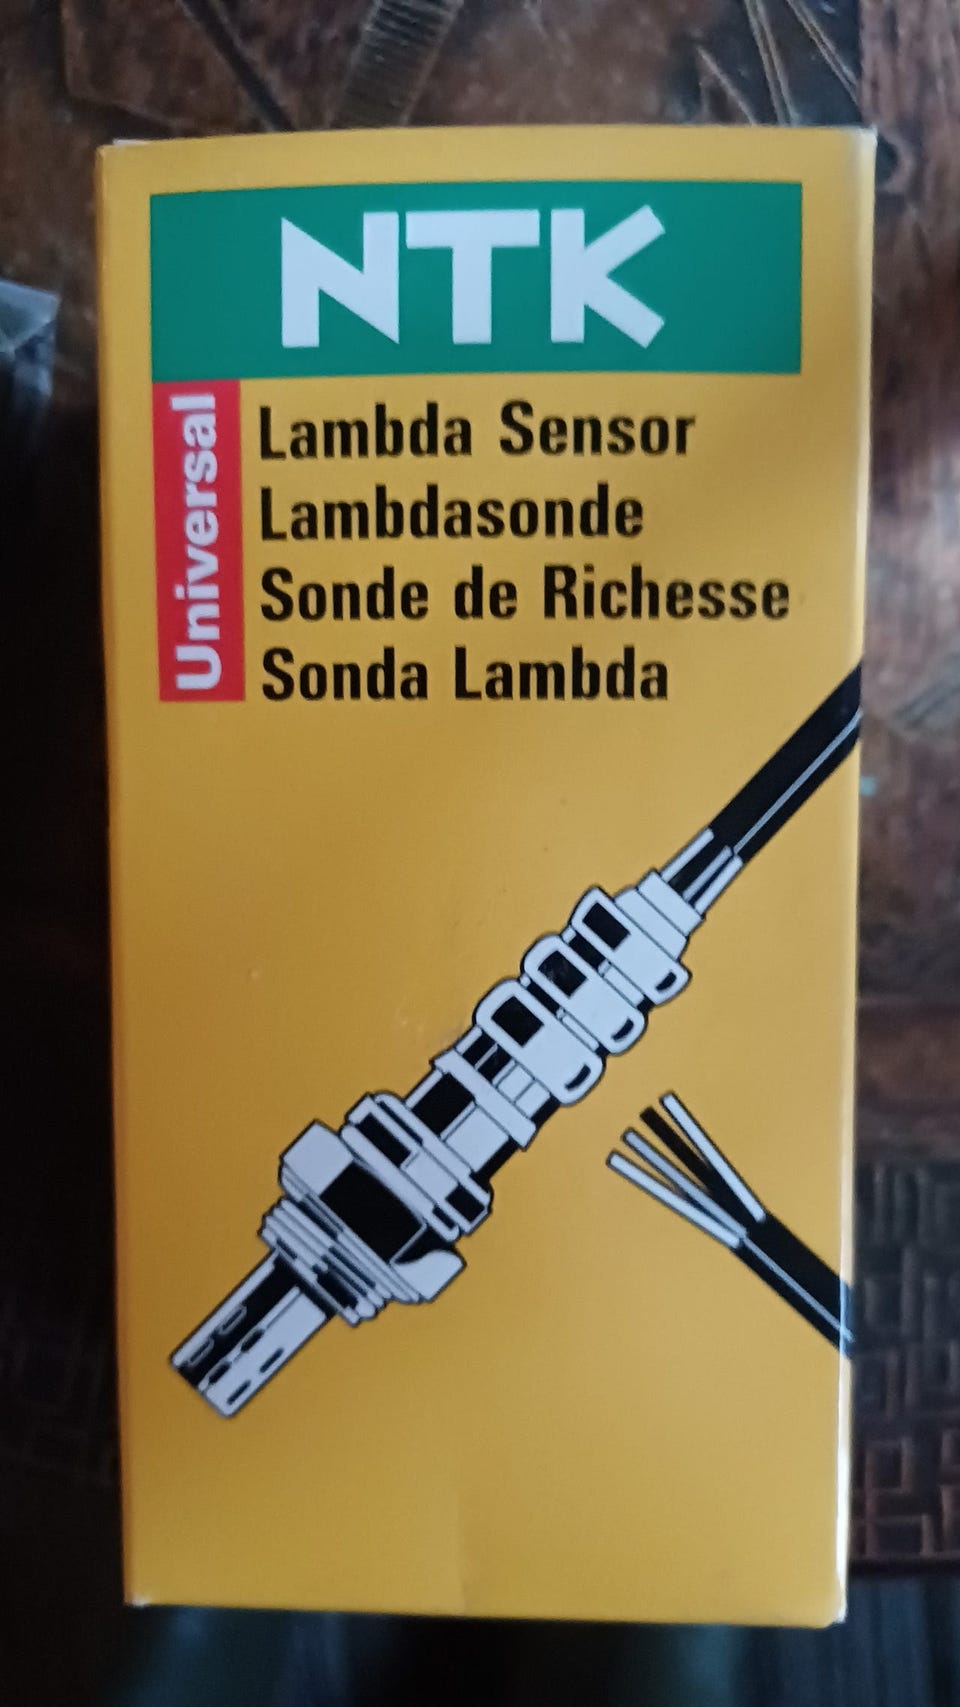 NTK
Universal
Lambda Sensor
Lambdasonde
Sonde de Richesse
Sonda Lambda